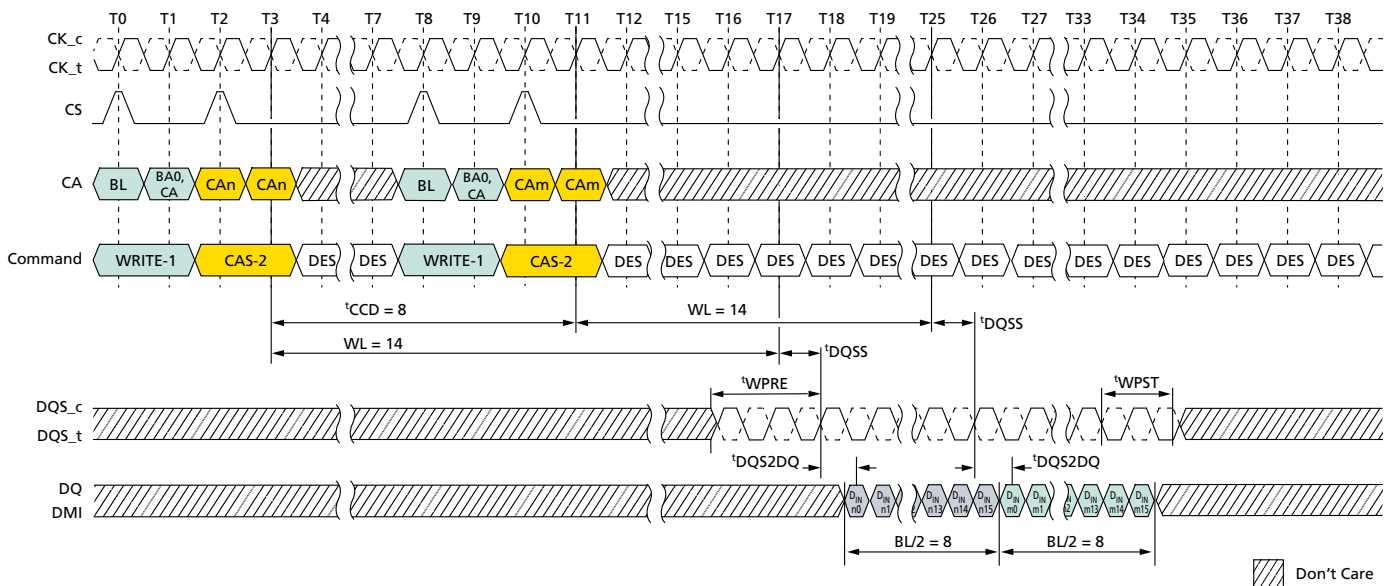 T0 T1 T2 T3 T4 T7 T8 T9 T10 T11 T12 T15 T16 T17 T18 T19 T25 T26 T27 T33 T34 T35 T36 T37 T38
CK_c
CK_t
CS
CA BL BA0, CA CAn CAn BL BA0, CA CAm CAm
Command WRITE-1 CAS-2 DES DES WRITE-1 CAS-2 DES DES DES DES DES DES DES DES DES DES DES DES DES DES DES
tCCD = 8 WL = 14 tDQSS
WL = 14 tDQSS
tWPRE tWPST
DQS_c
DQS_t
tDQS2DQ tDQS2DQ
DQ
DMI
DIN n0 DIN n1 DIN n13 DIN n14 DIN n15 DIN m0 DIN m1 DIN m13 DIN m14 DIN m15
BL/2 = 8 BL/2 = 8
Don't Care